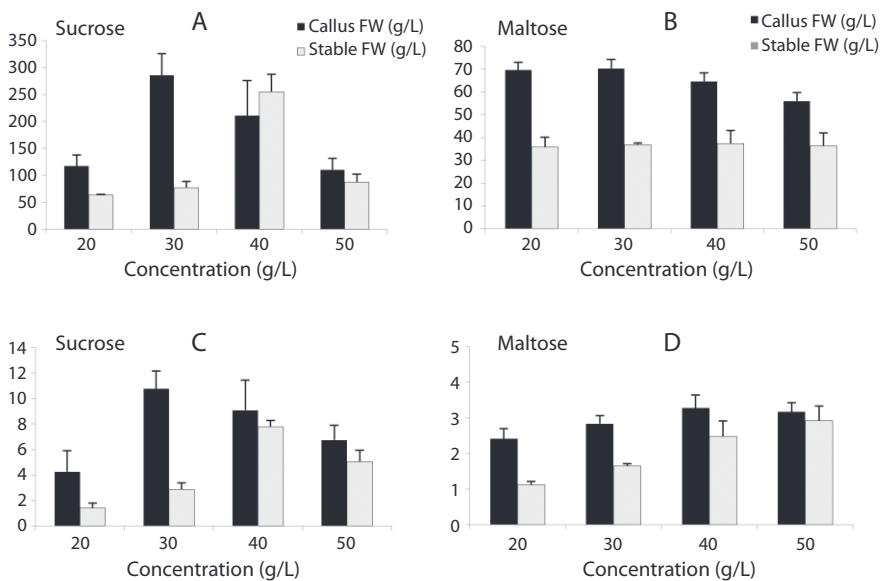 Sucrose A
Callus FW (g/L)
Stable FW (g/L)
350
300
250
200
150
100
50
0
20 30 40 50
Concentration (g/L)
Maltose B
Callus FW (g/L)
Stable FW (g/L)
80
70
60
50
40
30
20
10
0
20 30 40 50
Concentration (g/L)
Sucrose C
14
12
10
8
6
4
2
0
20 30 40 50
Concentration (g/L)
Maltose D
5
4
3
2
1
0
20 30 40 50
Concentration (g/L)